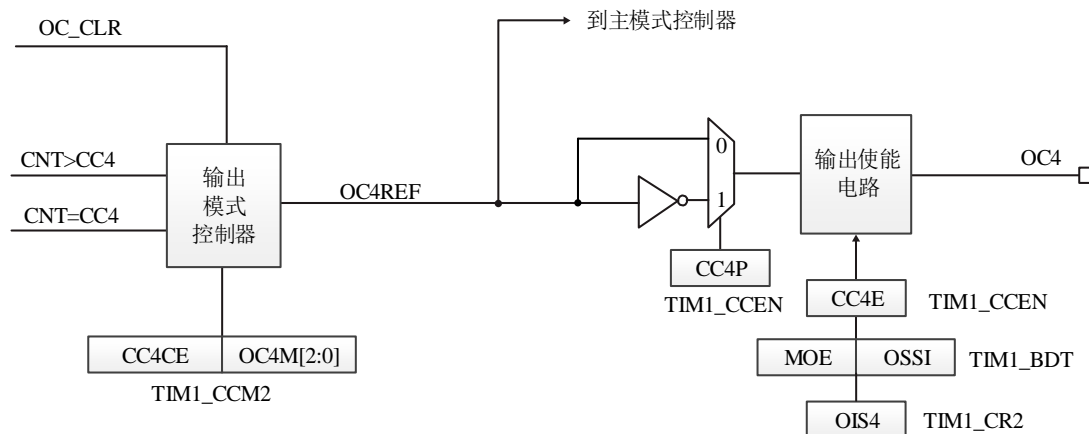 OC_CLR
到主模式控制器
CNT>CC4
CNT=CC4
输出
模式
控制器
OC4REF
0
1
输出使能
电路
OC4
CC4P
TIM1_CCEN
CC4E
TIM1_CCEN
CC4CE
OC4M[2:0]
TIM1_CCM2
MOE
OSSI
TIM1_BDT
OIS4
TIM1_CR2